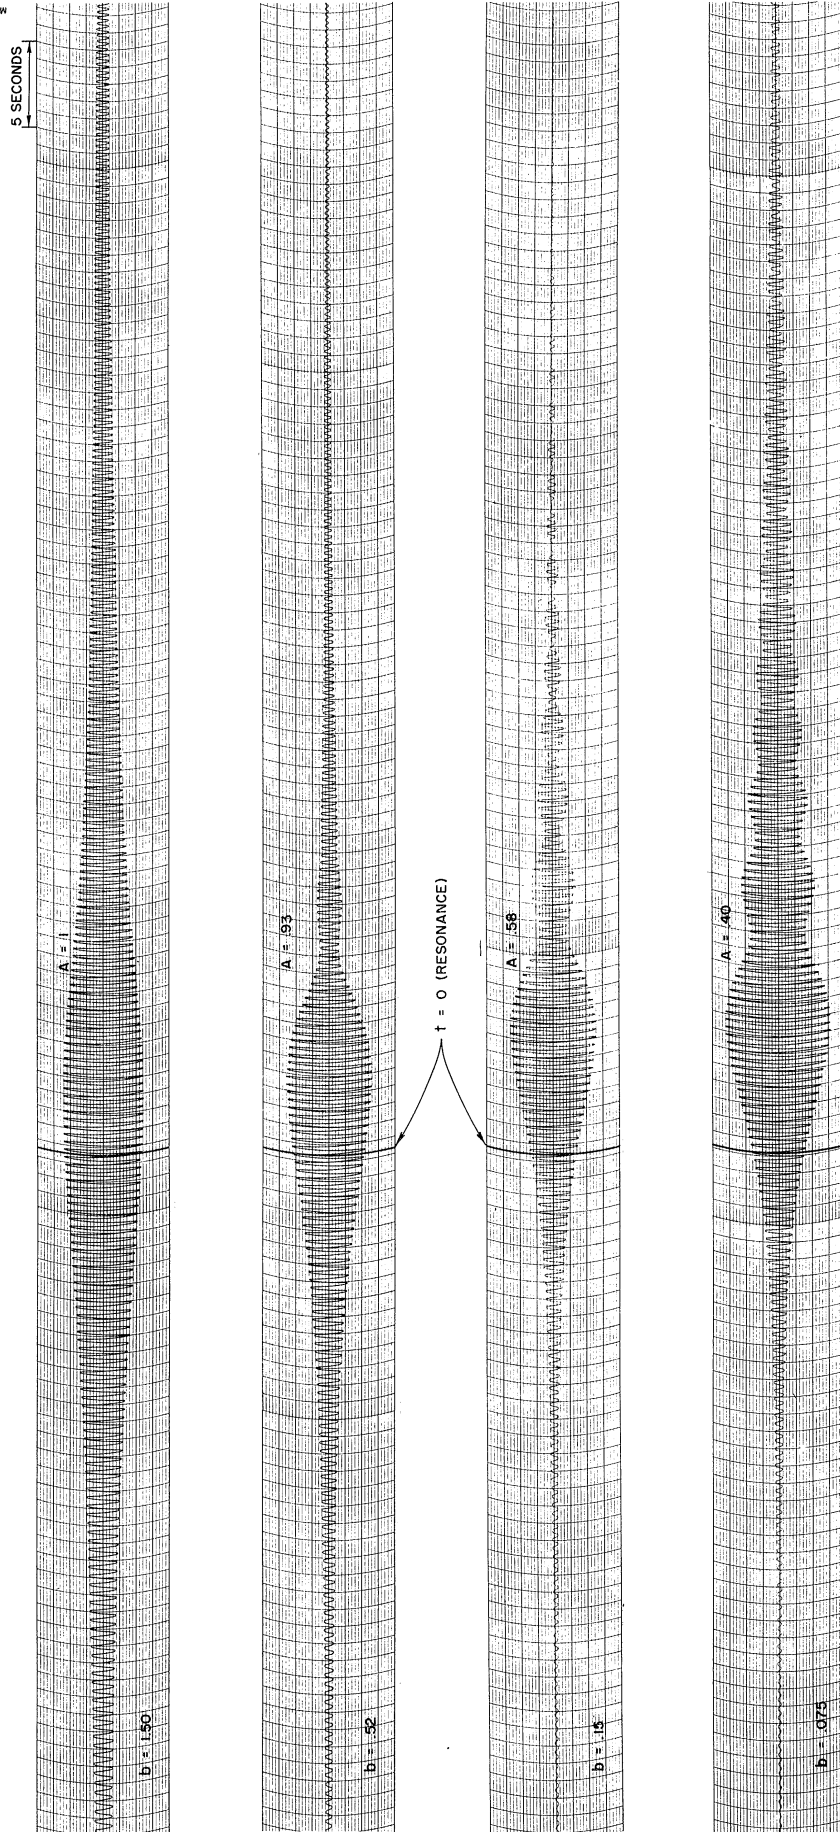 5 SECONDS
A = .1
b = 1.50
A = .93
b = .52
t = 0 (RESONANCE)
A = .58
b = .15
A = .40
b = .075